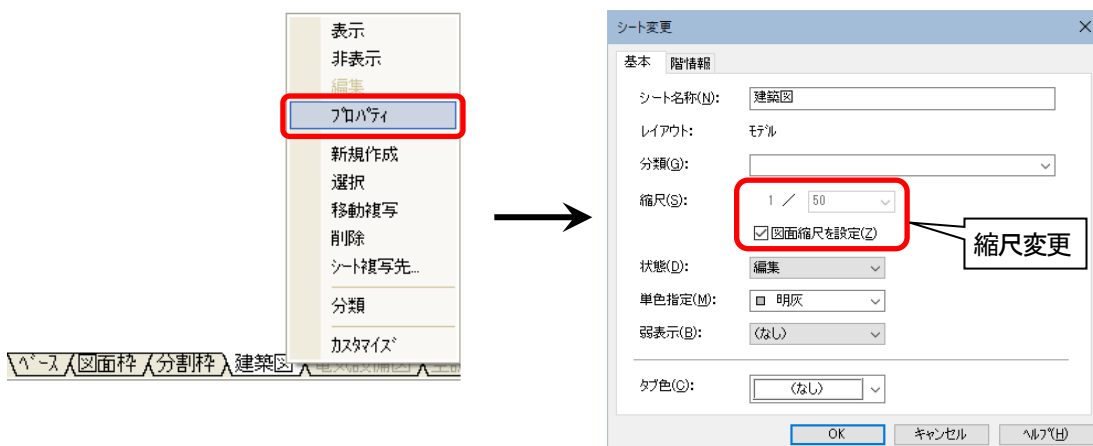 表示
非表示
編集
ﾌﾟﾛﾊﾟﾃｨ
新規作成
選択
移動複写
削除
ｼｰﾄ複写先...
分類
ｶｽﾀﾏｲｽﾞ
ﾍﾞｰｽ 図面枠 分割枠 建築図 電気設備図
シート変更
基本 階情報
シート名称(N): 建築図
レイアウト: ﾓﾃﾞﾙ
分類(G):
縮尺(S): 1 ／ 50
図面縮尺を設定(Z)
縮尺変更
状態(D): 編集
単色指定(M): 明灰
弱表示(B): (なし)
タブ色(C): (なし)
OK キャンセル ﾍﾙﾌﾟ(H)